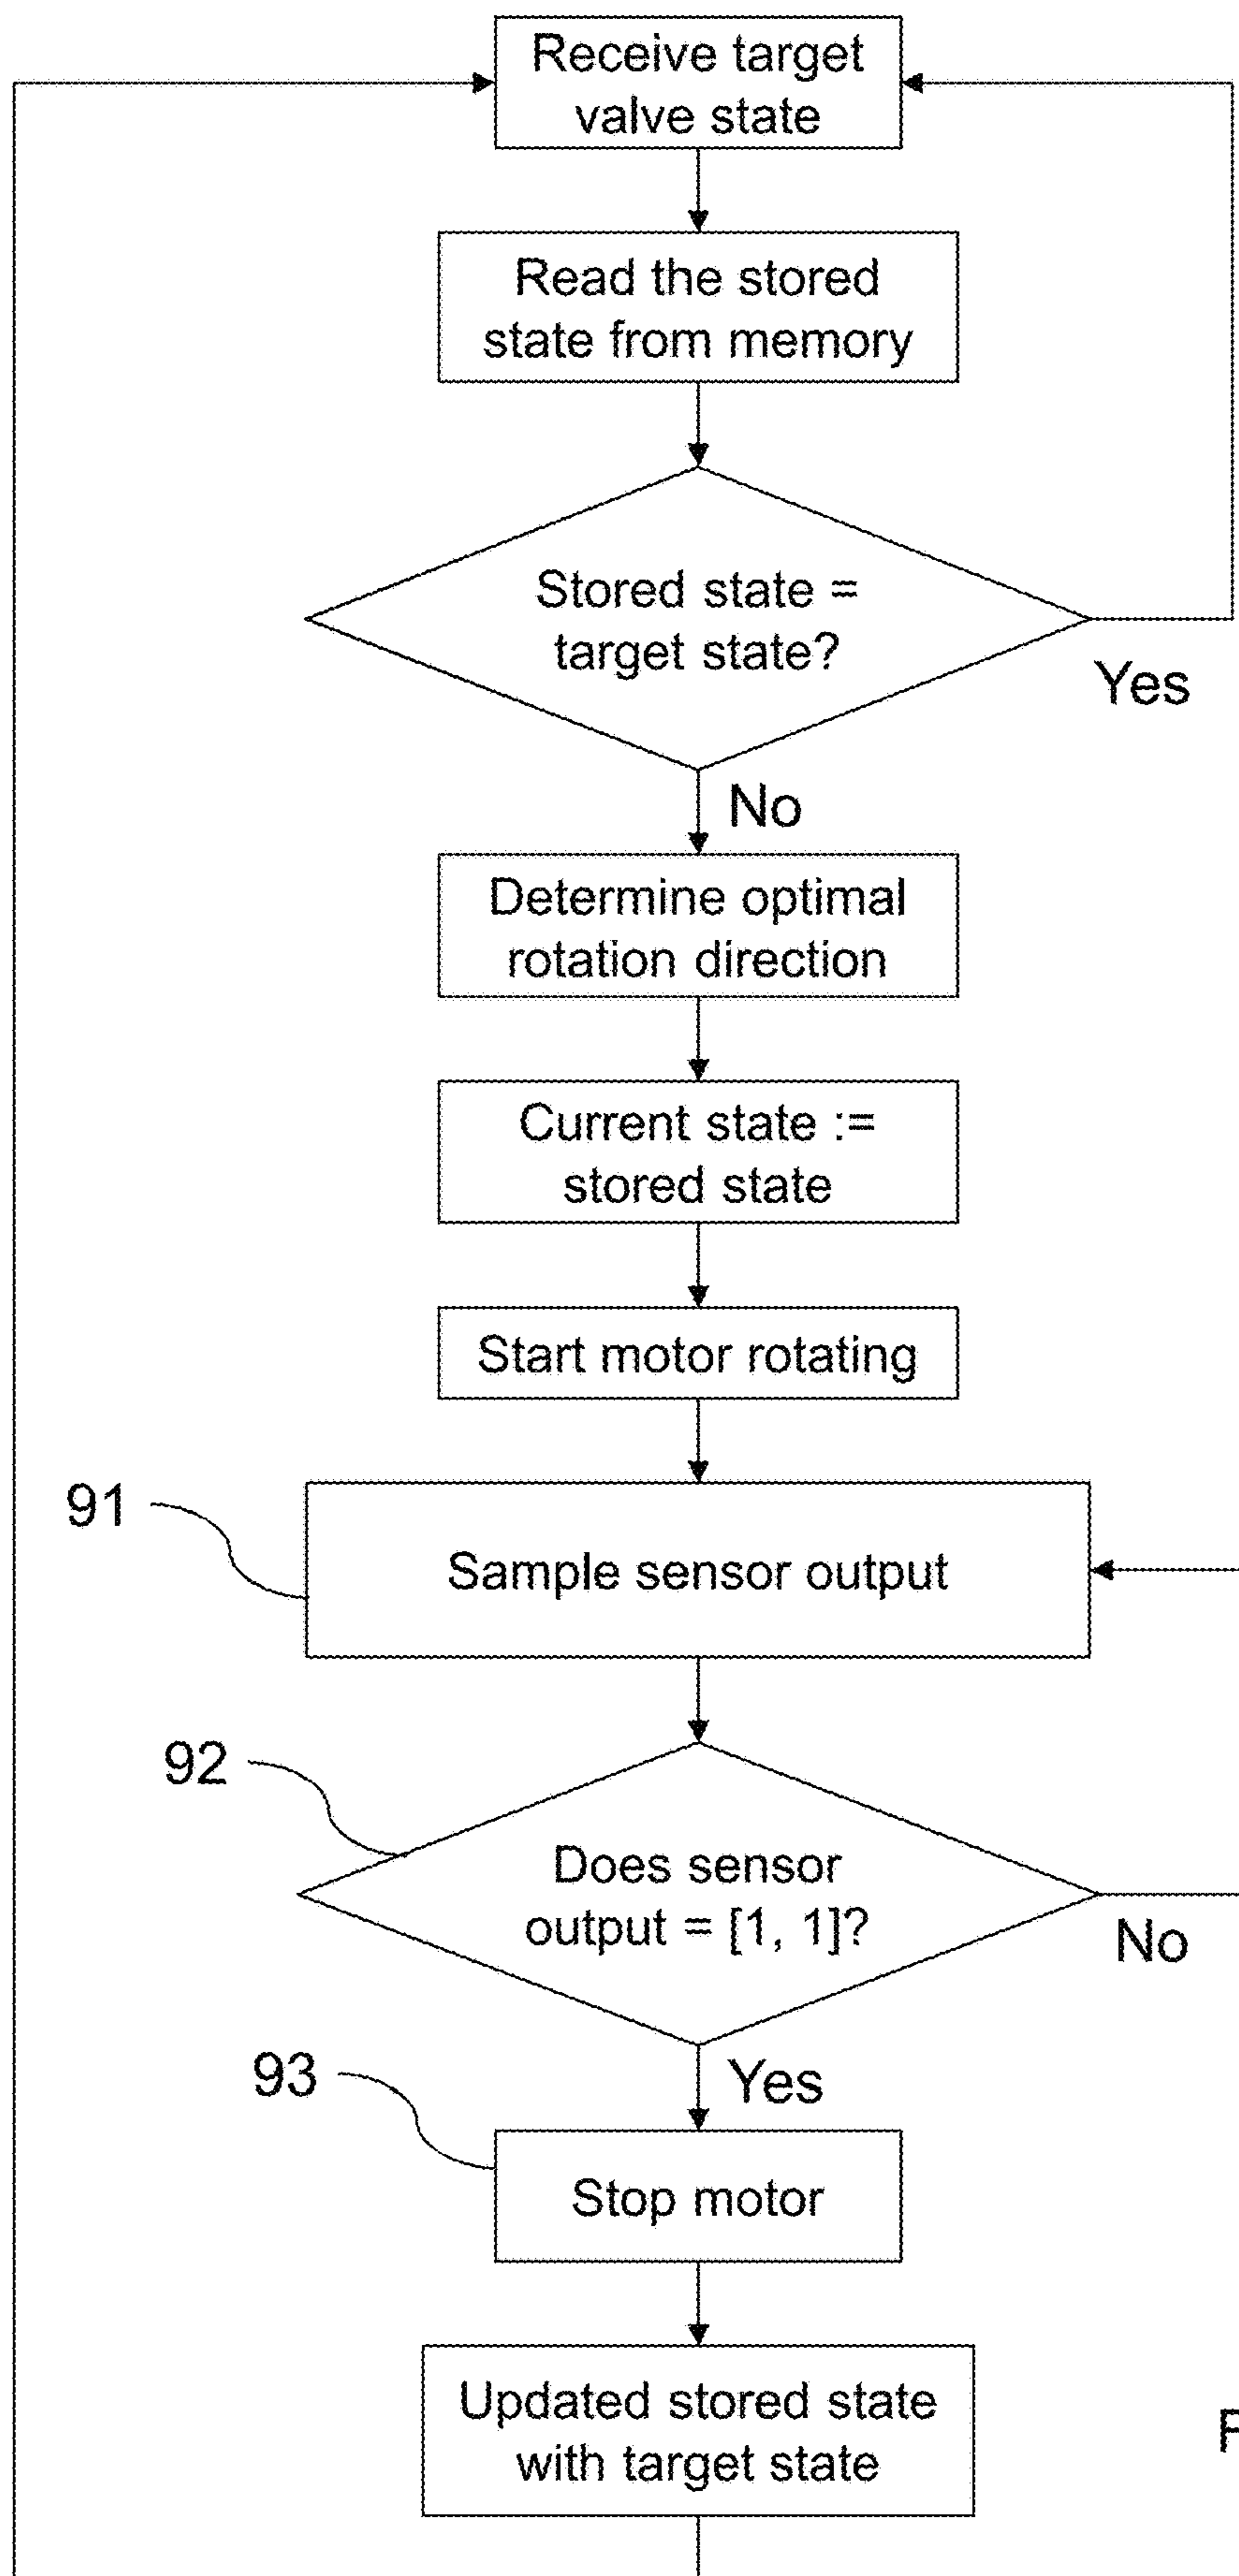 Receive target
valve state
Read the stored
state from memory
Stored state =
target state?
Yes
No
Determine optimal
rotation direction
Current state :=
stored state
Start motor rotating
91
Sample sensor output
92
Does sensor
output = [1, 1]?
No
Yes
93
Stop motor
Updated stored state
with target state